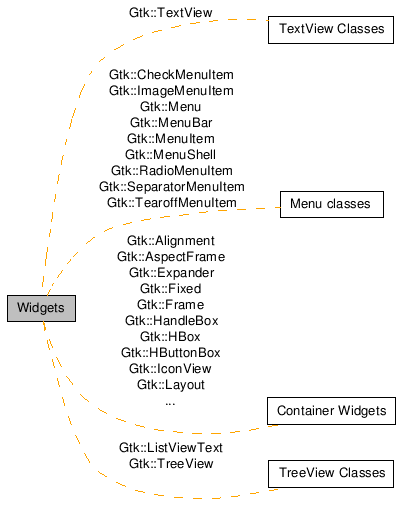 Gtk::TextView
TextView Classes
Gtk::CheckMenuItem
Gtk::ImageMenuItem
Gtk::Menu
Gtk::MenuBar
Gtk::MenuItem
Gtk::MenuShell
Gtk::RadioMenuItem
Gtk::SeparatorMenuItem
Gtk::TearoffMenuItem
Menu classes
Gtk::Alignment
Gtk::AspectFrame
Gtk::Expander
Gtk::Fixed
Gtk::Frame
Gtk::HandleBox
Gtk::HBox
Gtk::HButtonBox
Gtk::IconView
Gtk::Layout
...
Widgets
Container Widgets
Gtk::ListViewText
Gtk::TreeView
TreeView Classes